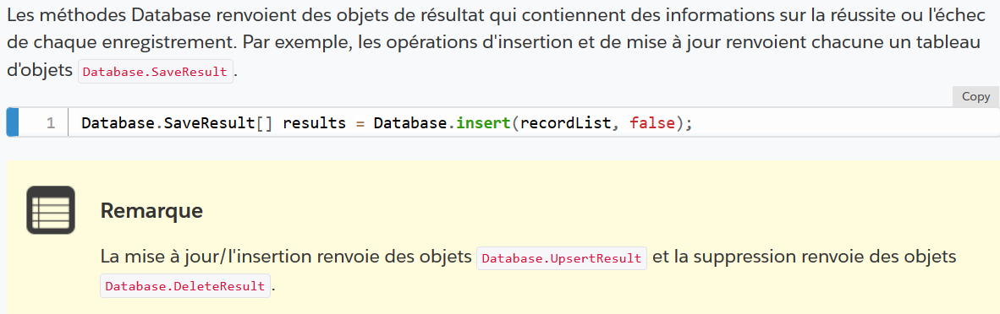 Les méthodes Database renvoient des objets de résultat qui contiennent des informations sur la réussite ou l'échec
de chaque enregistrement. Par exemple, les opérations d'insertion et de mise à jour renvoient chacune un tableau
d'objets Database.SaveResult.
Copy
1 Database.SaveResult[] results = Database.insert(recordList, false);
Remarque
La mise à jour/l'insertion renvoie des objets Database.UpsertResult et la suppression renvoie des objets
Database.DeleteResult.